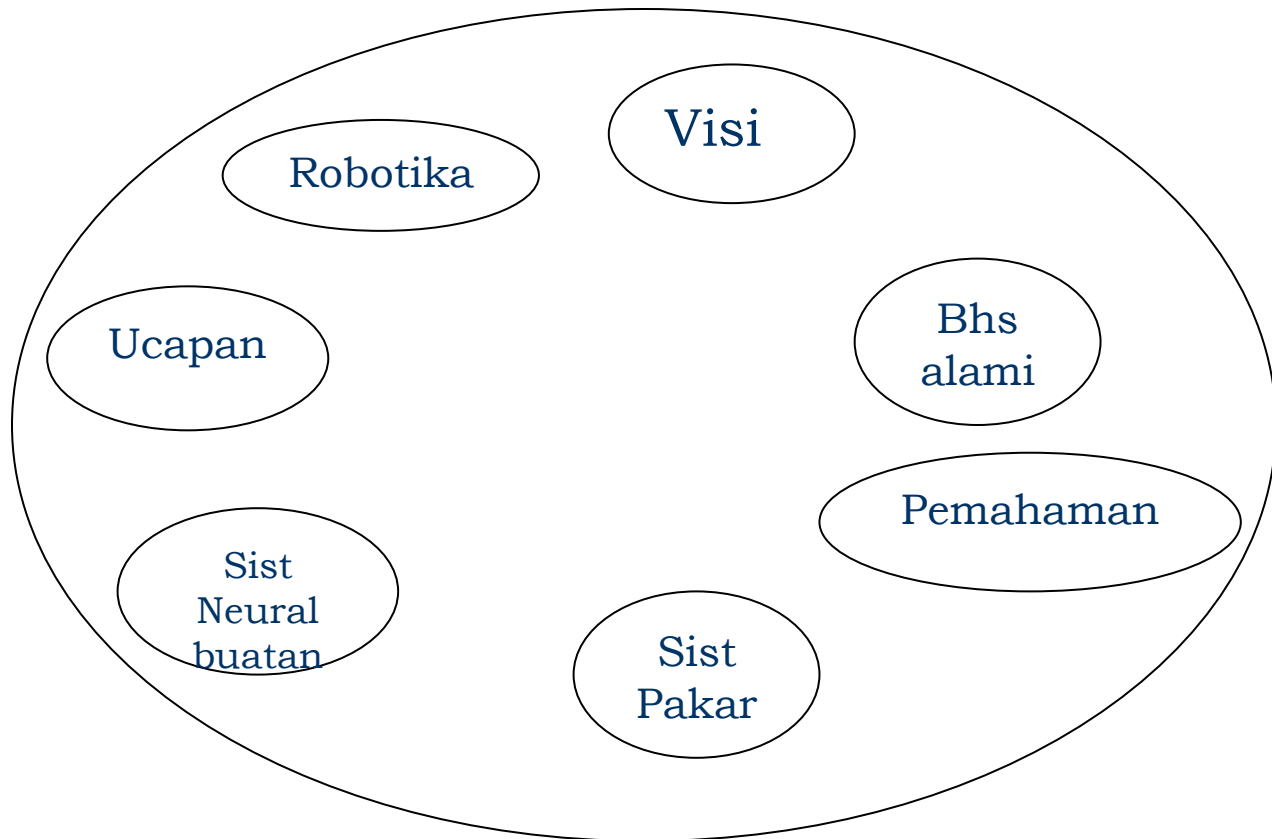 Visi
Robotika
Bhs
alami
Ucapan
Pemahaman
Sist
Neural
buatan
Sist
Pakar